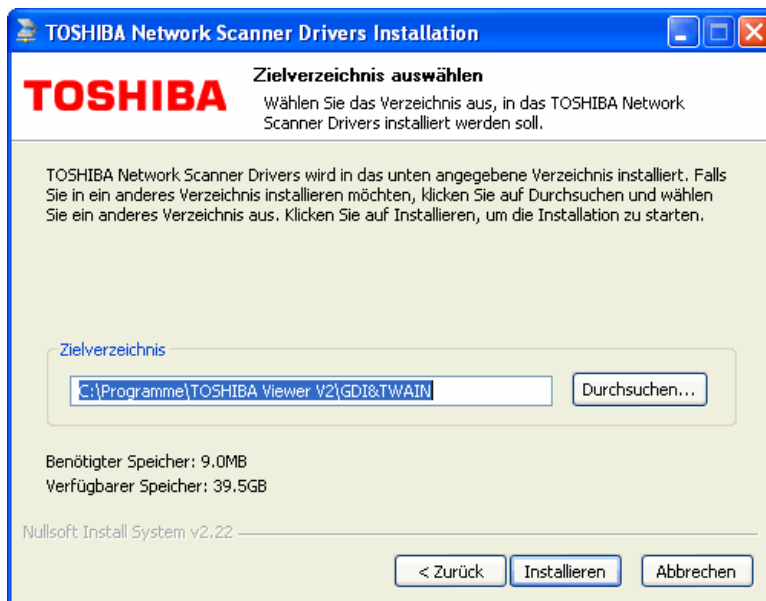 TOSHIBA Network Scanner Drivers Installation
TOSHIBA
Zielverzeichnis auswählen
Wählen Sie das Verzeichnis aus, in das TOSHIBA Network
Scanner Drivers installiert werden soll.
TOSHIBA Network Scanner Drivers wird in das unten angegebene Verzeichnis installiert. Falls
Sie in ein anderes Verzeichnis installieren möchten, klicken Sie auf Durchsuchen und wählen
Sie ein anderes Verzeichnis aus. Klicken Sie auf Installieren, um die Installation zu starten.
Zielverzeichnis
C:\Programme\TOSHIBA Viewer V2\GDI&TWAIN
Durchsuchen...
Benötigter Speicher: 9.0MB
Verfügbarer Speicher: 39.5GB
Nullsoft Install System v2.22
< Zurück
Installieren
Abbrechen